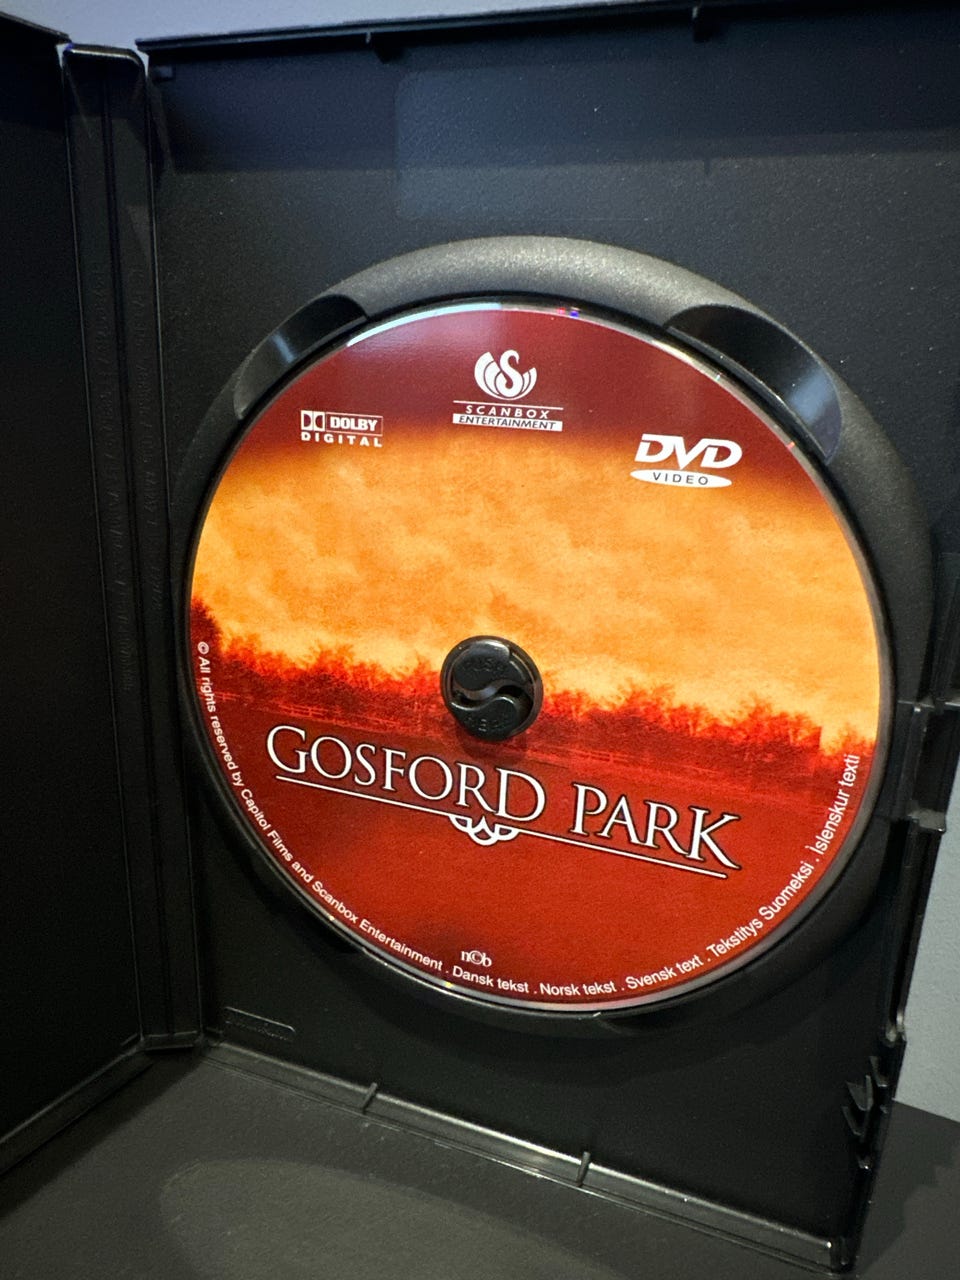 SCANBOX
ENTERTAINMENT
DOLBY
DIGITAL
DVD
VIDEO
GOSFORD PARK
© All rights reserved by Capitol Films and Scanbox Entertainment . Dansk tekst . Norsk tekst . Svensk text . Tekstitys Suomeksi . Ìslenskur texti
n©b